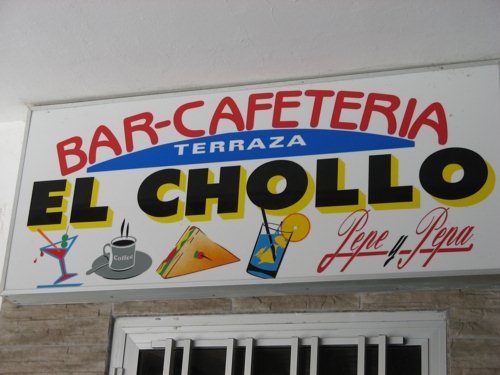 BAR-CAFETERIA
TERRAZA
EL CHOLLO
Pepe y Pepa
Coffee